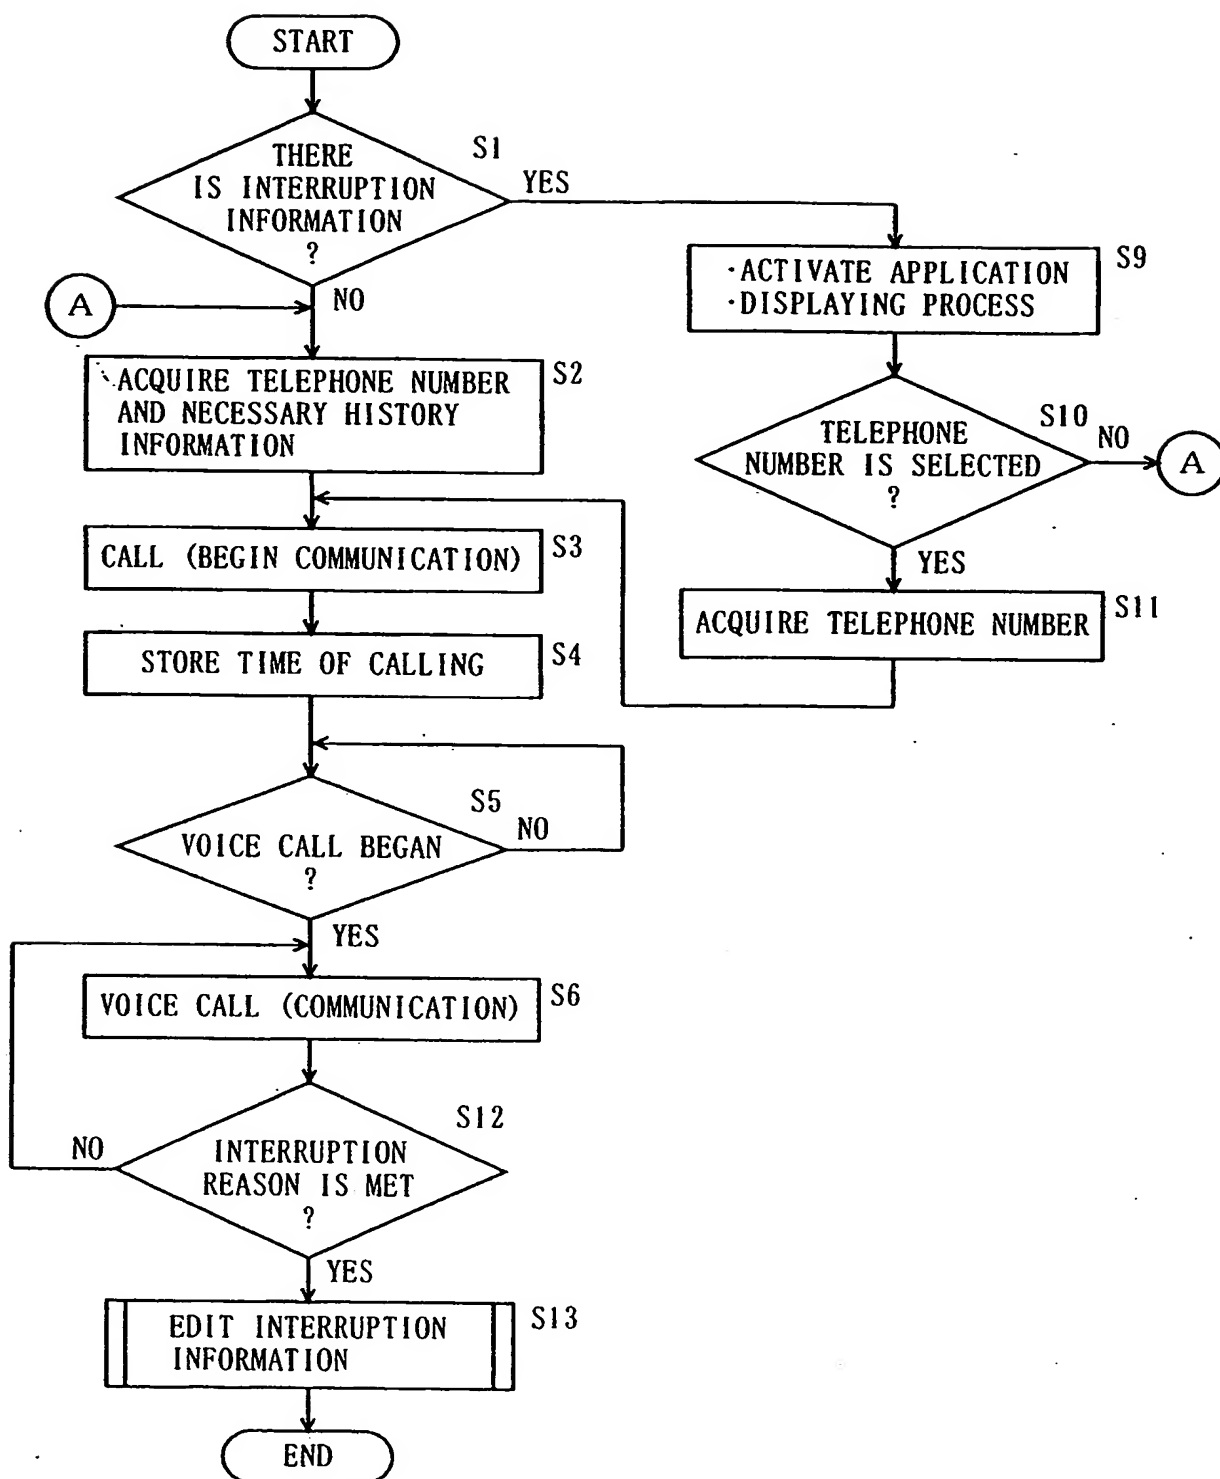 START
S1
THERE
IS INTERRUPTION
INFORMATION
?
YES
NO
A
S9
·ACTIVATE APPLICATION
·DISPLAYING PROCESS
S2
ACQUIRE TELEPHONE NUMBER
AND NECESSARY HISTORY
INFORMATION
S10
TELEPHONE
NUMBER IS SELECTED
?
NO
A
YES
S3
CALL (BEGIN COMMUNICATION)
S11
ACQUIRE TELEPHONE NUMBER
S4
STORE TIME OF CALLING
S5
VOICE CALL BEGAN
?
NO
YES
S6
VOICE CALL (COMMUNICATION)
S12
INTERRUPTION
REASON IS MET
?
NO
YES
S13
EDIT INTERRUPTION
INFORMATION
END